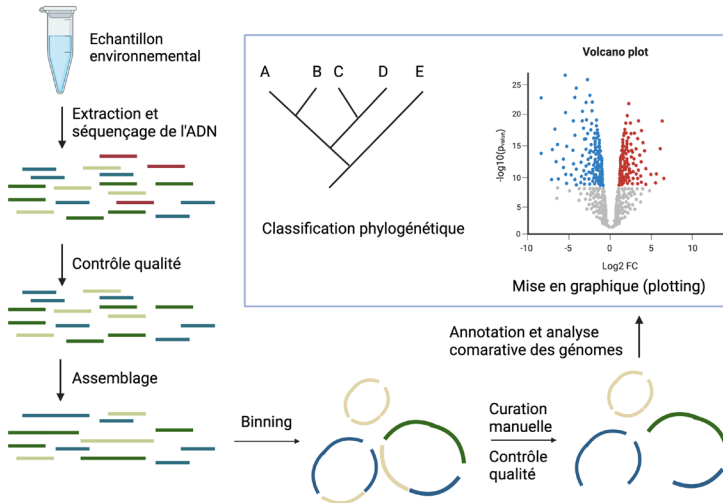 Echantillon
environnemental
Extraction et
séquençage de l'ADN
Contrôle qualité
Assemblage
Binning
Curation
manuelle
Contrôle
qualité
Annotation et analyse
comarative des génomes
A B C D E
Classification phylogénétique
Volcano plot
-log10(pvalue)
25
20
15
10
5
0
-10 -5 0 5 10
Log2 FC
Mise en graphique (plotting)